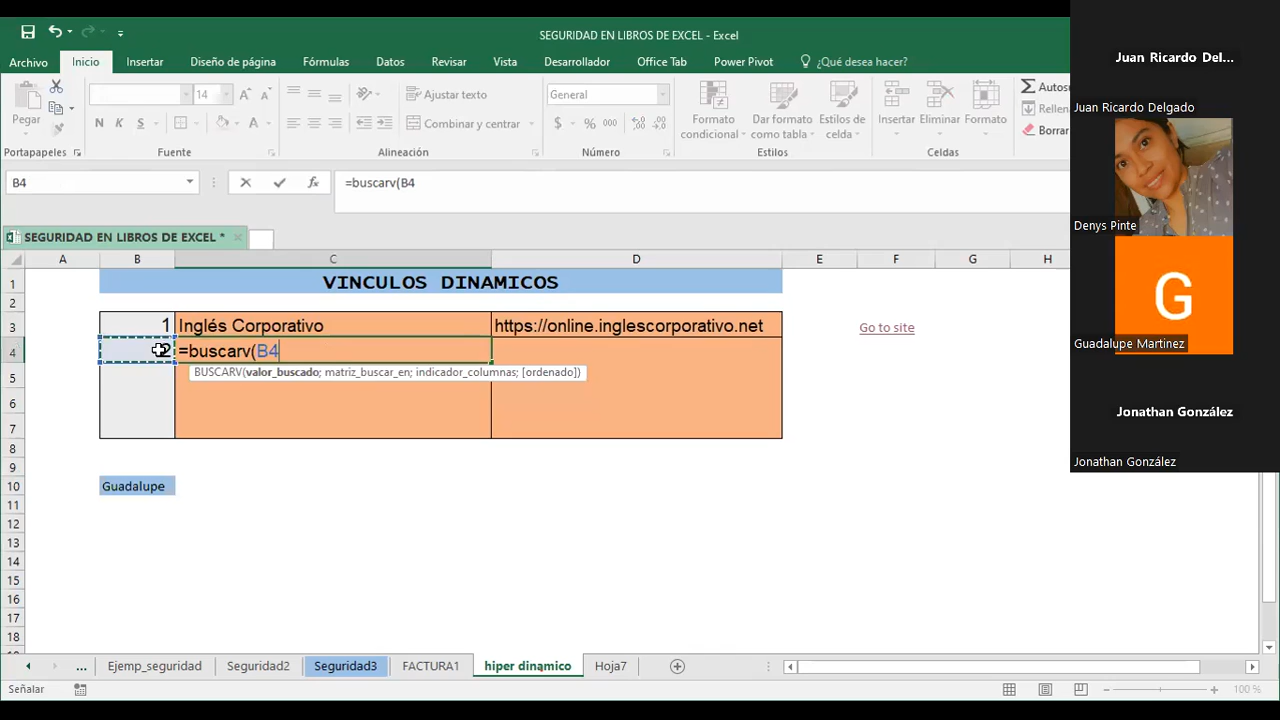 SEGURIDAD EN LIBROS DE EXCEL - Excel
Archivo Inicio Insertar Diseño de página Fórmulas Datos Revisar Vista Desarrollador Office Tab Power Pivot ¿Qué desea hacer?
Pegar
14
N K S
Ajustar texto
Combinar y centrar
General
$ % 000
Formato condicional
Dar formato como tabla
Estilos de celda
Insertar Eliminar Formato
Autos
Rellen
Borrar
Portapapeles Fuente Alineación Número Estilos Celdas
B4 =buscarv(B4
SEGURIDAD EN LIBROS DE EXCEL *
A B C D E F G H
1 VINCULOS DINAMICOS
2
3 1 Inglés Corporativo https://online.inglescorporativo.net Go to site
4 2 =buscarv(B4
BUSCARV(valor_buscado; matriz_buscar_en; indicador_columnas; [ordenado])
5
6
7
8
9
10 Guadalupe
11
12
13
14
15
16
17
18
... Ejemp_seguridad Seguridad2 Seguridad3 FACTURA1 hiper dinamico Hoja7
Señalar 100 %
Juan Ricardo Del...
Juan Ricardo Delgado
Denys Pinte
G
Guadalupe Martinez
Jonathan González
Jonathan González